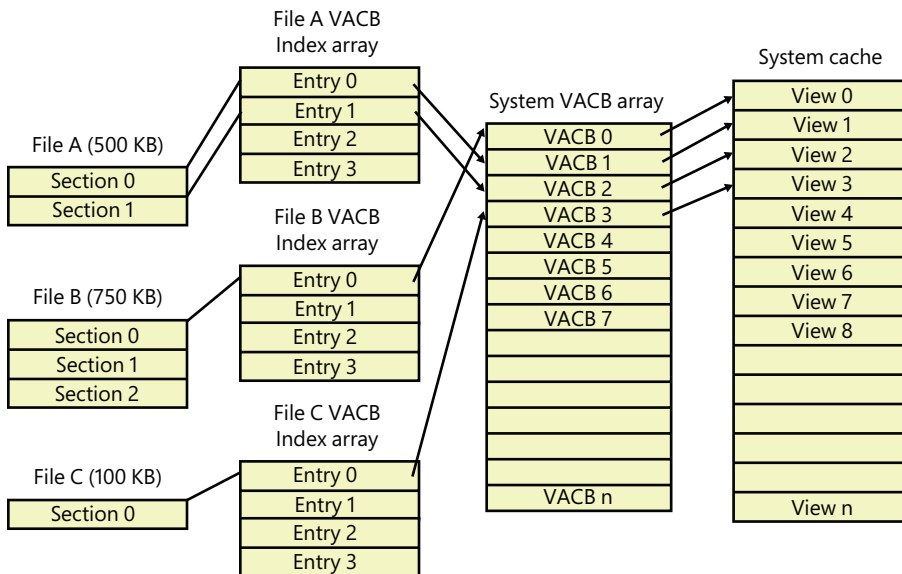 File A VACB
Index array
Entry 0
Entry 1
Entry 2
Entry 3
File A (500 KB)
Section 0
Section 1
File B VACB
Index array
Entry 0
Entry 1
Entry 2
Entry 3
File B (750 KB)
Section 0
Section 1
Section 2
File C VACB
Index array
Entry 0
Entry 1
Entry 2
Entry 3
File C (100 KB)
Section 0
System VACB array
VACB 0
VACB 1
VACB 2
VACB 3
VACB 4
VACB 5
VACB 6
VACB 7
VACB n
System cache
View 0
View 1
View 2
View 3
View 4
View 5
View 6
View 7
View 8
View n